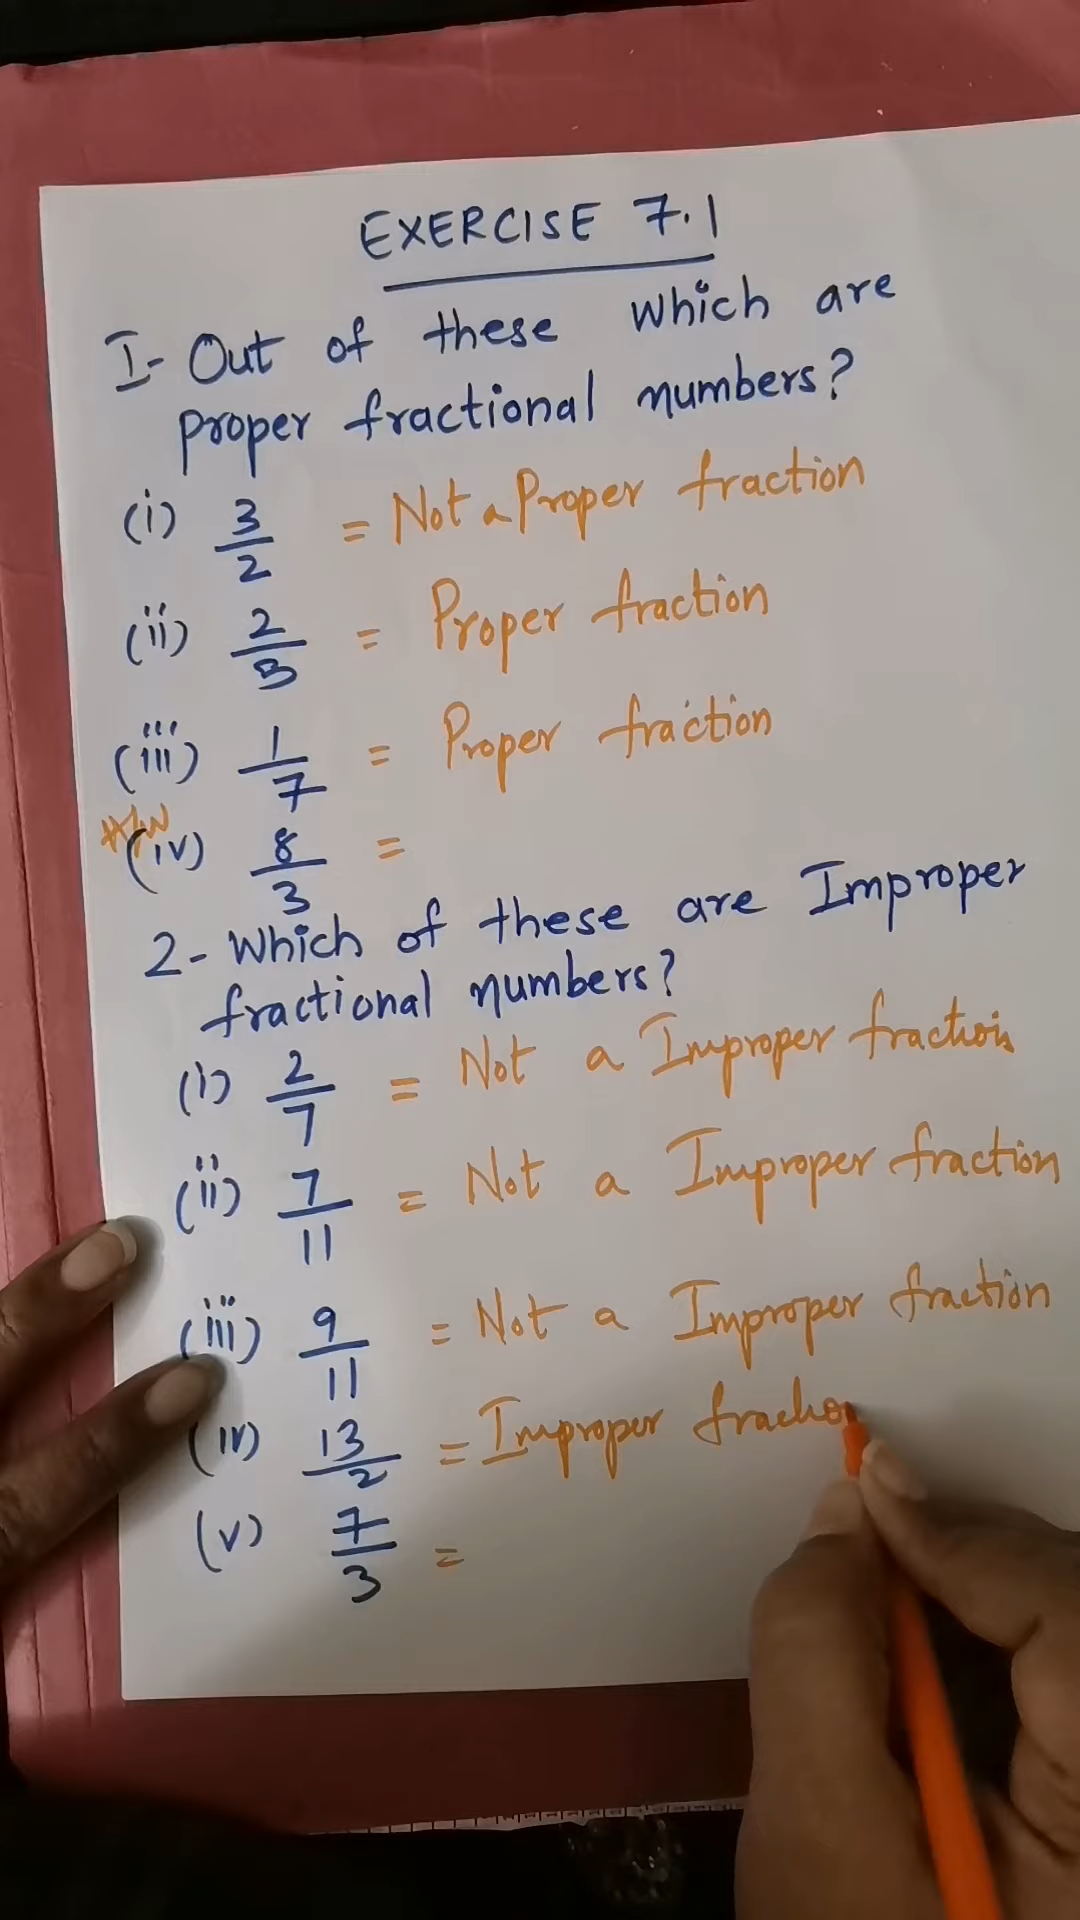 EXERCISE 7.1
I- Out of these which are
proper fractional numbers?
(i) 3/2 = Not a Proper fraction
(ii) 2/3 = Proper fraction
(iii) 1/7 = Proper fraction
H/W
(iv) 8/3 =
2- Which of these are Improper
fractional numbers?
(i) 2/7 = Not a Improper fraction
(ii) 7/11 = Not a Improper fraction
(iii) 9/11 = Not a Improper fraction
(iv) 13/2 = Improper fractio
(v) 7/3 =